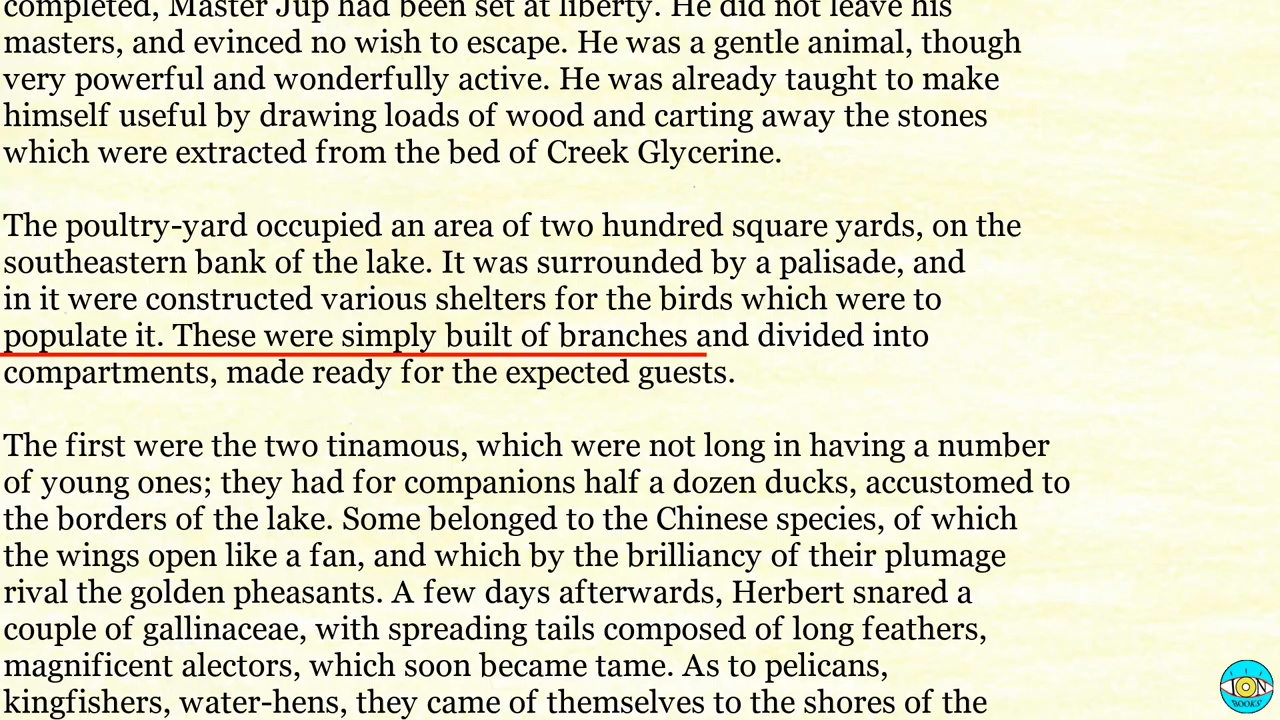 completed, Master Jup had been set at liberty. He did not leave his
masters, and evinced no wish to escape. He was a gentle animal, though
very powerful and wonderfully active. He was already taught to make
himself useful by drawing loads of wood and carting away the stones
which were extracted from the bed of Creek Glycerine.
The poultry-yard occupied an area of two hundred square yards, on the
southeastern bank of the lake. It was surrounded by a palisade, and
in it were constructed various shelters for the birds which were to
populate it. These were simply built of branches and divided into
compartments, made ready for the expected guests.
The first were the two tinamous, which were not long in having a number
of young ones; they had for companions half a dozen ducks, accustomed to
the borders of the lake. Some belonged to the Chinese species, of which
the wings open like a fan, and which by the brilliancy of their plumage
rival the golden pheasants. A few days afterwards, Herbert snared a
couple of gallinaceae, with spreading tails composed of long feathers,
magnificent alectors, which soon became tame. As to pelicans,
kingfishers, water-hens, they came of themselves to the shores of the
ION
BOOKS